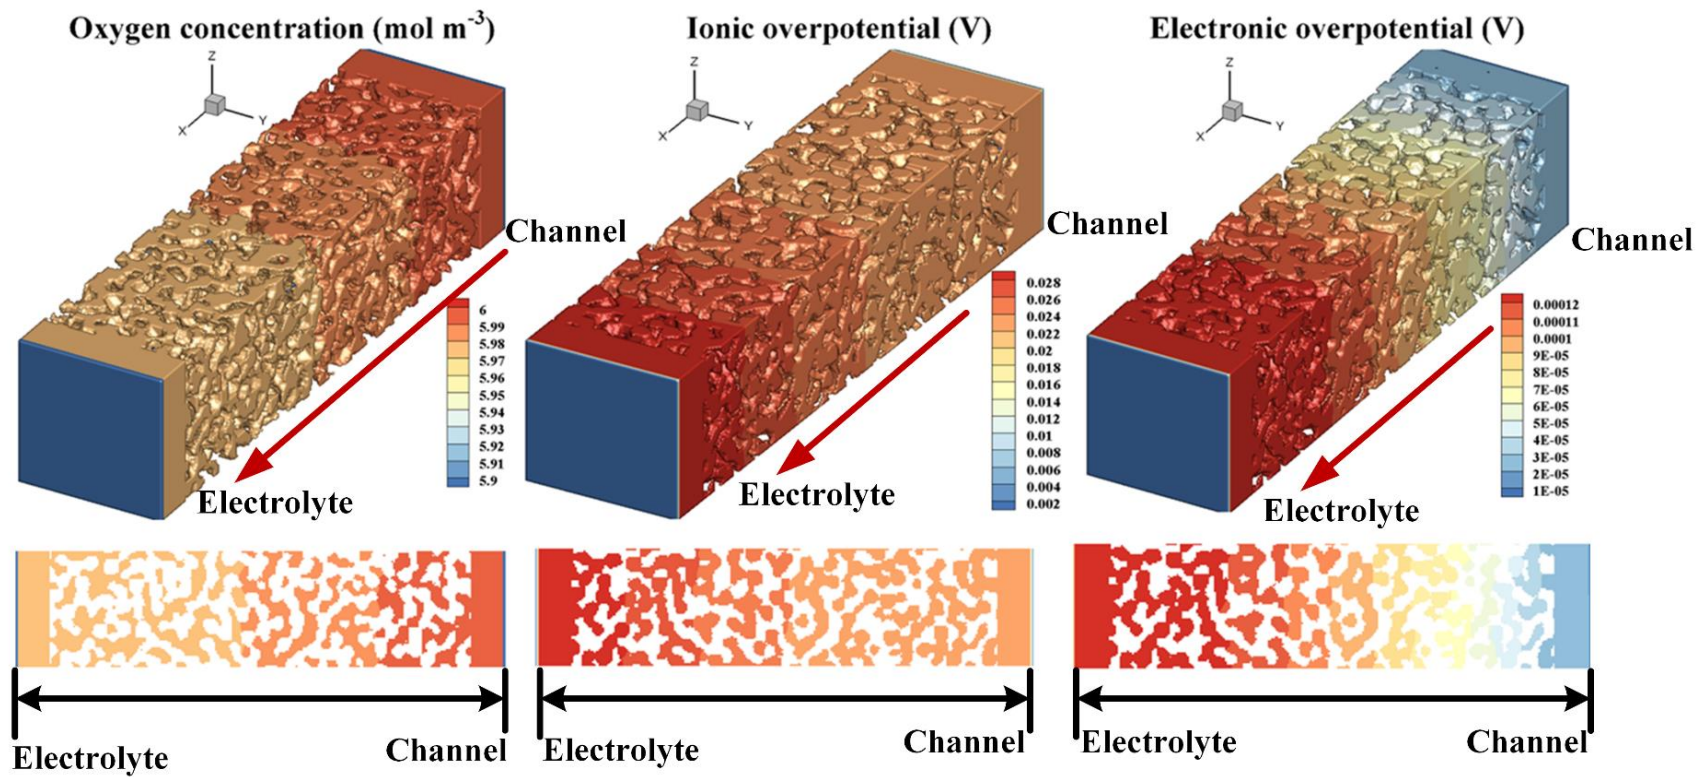 Oxygen concentration (mol m-3)
Ionic overpotential (V)
Electronic overpotential (V)
Z
X
Y
Z
X
Y
Z
X
Y
Channel
Channel
Channel
6
5.99
5.98
5.97
5.96
5.95
5.94
5.93
5.92
5.91
5.9
0.028
0.026
0.024
0.022
0.02
0.018
0.016
0.014
0.012
0.01
0.008
0.006
0.004
0.002
0.00012
0.00011
0.0001
9E-05
8E-05
7E-05
6E-05
5E-05
4E-05
3E-05
2E-05
1E-05
Electrolyte
Electrolyte
Electrolyte
Electrolyte
Channel
Electrolyte
Channel
Electrolyte
Channel